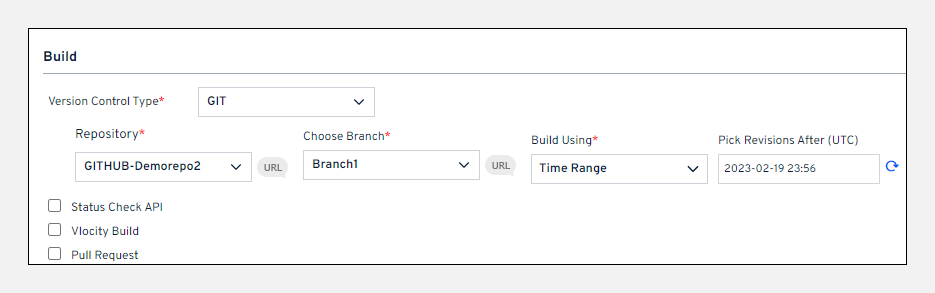 Build
Version Control Type* GIT
Repository* Choose Branch* Build Using* Pick Revisions After (UTC)
GITHUB-Demorepo2 URL Branch1 URL Time Range 2023-02-19 23:56
Status Check API
Vlocity Build
Pull Request